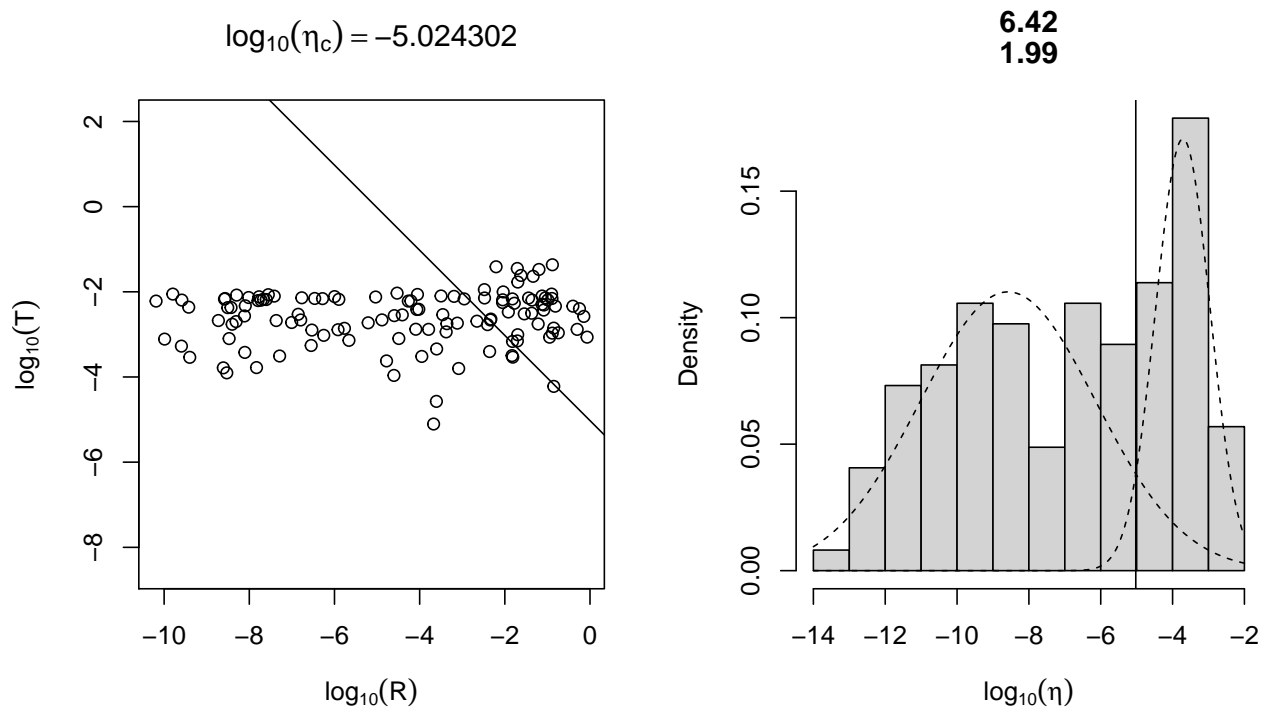 log₁₀(η_c) = −5.024302
2
0
−2
−4
−6
−8
log₁₀(T)
−10 −8 −6 −4 −2 0
log₁₀(R)
6.42
1.99
0.15
0.10
0.05
0.00
Density
−14 −12 −10 −8 −6 −4 −2
log₁₀(η)